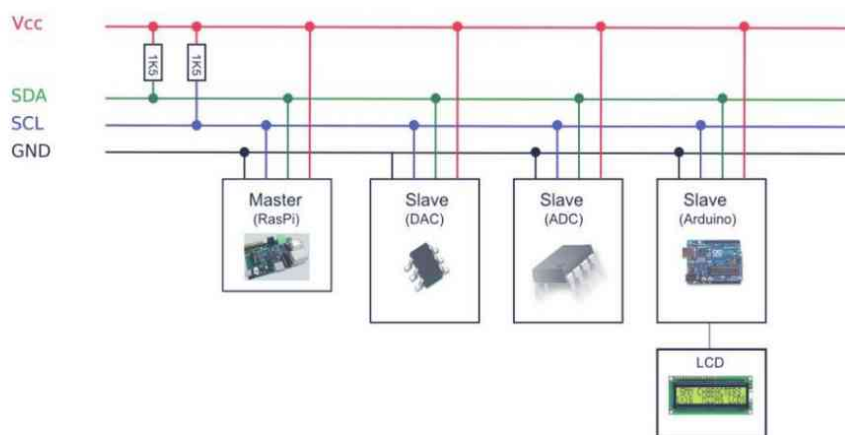 Vcc
1K5
1K5
SDA
SCL
GND
Master
(RasPi)
Slave
(DAC)
Slave
(ADC)
Slave
(Arduino)
LCD